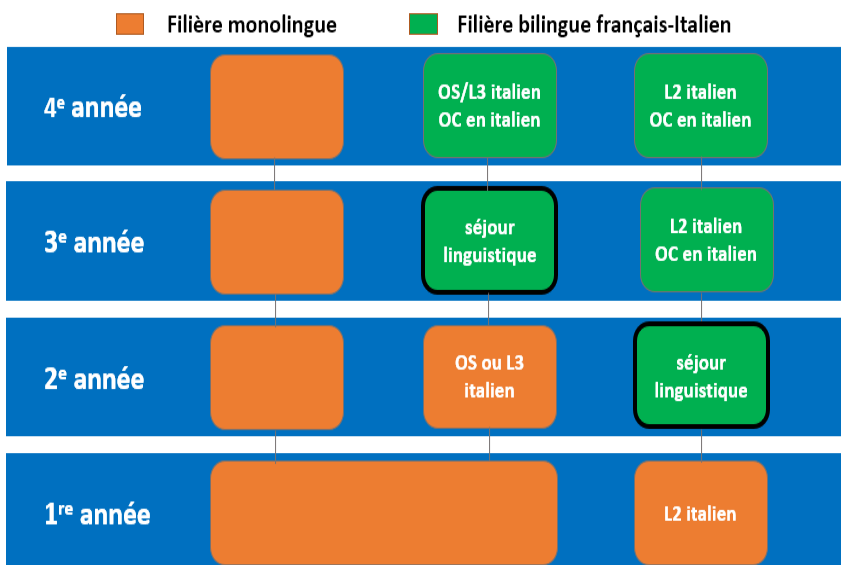 Filière monolingue
Filière bilingue français-Italien
4e année
OS/L3 italien
OC en italien
L2 italien
OC en italien
3e année
séjour
linguistique
L2 italien
OC en italien
2e année
OS ou L3
italien
séjour
linguistique
1re année
L2 italien